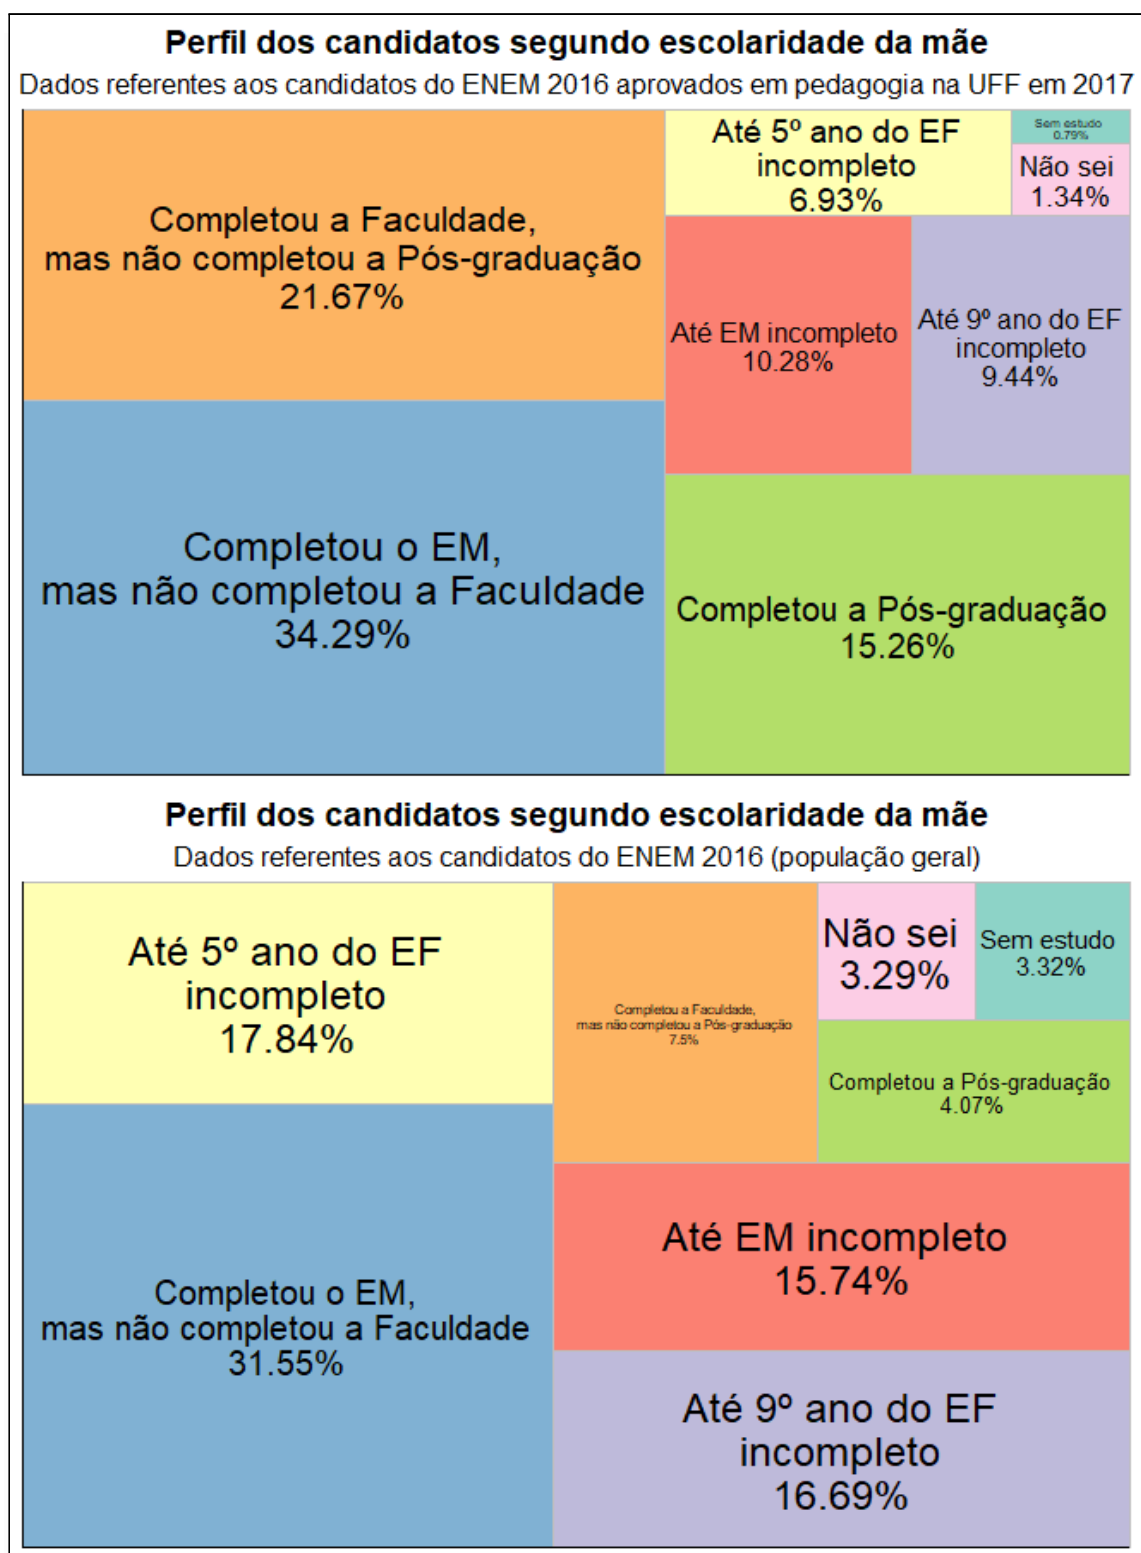 Perfil dos candidatos segundo escolaridade da mãe
Dados referentes aos candidatos do ENEM 2016 aprovados em pedagogia na UFF em 2017
Completou a Faculdade,
mas não completou a Pós-graduação
21.67%
Até 5º ano do EF
incompleto
6.93%
Sem estudo
0.79%
Não sei
1.34%
Até EM incompleto
10.28%
Até 9º ano do EF
incompleto
9.44%
Completou o EM,
mas não completou a Faculdade
34.29%
Completou a Pós-graduação
15.26%
Perfil dos candidatos segundo escolaridade da mãe
Dados referentes aos candidatos do ENEM 2016 (população geral)
Até 5º ano do EF
incompleto
17.84%
Completou a Faculdade,
mas não completou a Pós-graduação
7.5%
Não sei
3.29%
Sem estudo
3.32%
Completou a Pós-graduação
4.07%
Completou o EM,
mas não completou a Faculdade
31.55%
Até EM incompleto
15.74%
Até 9º ano do EF
incompleto
16.69%